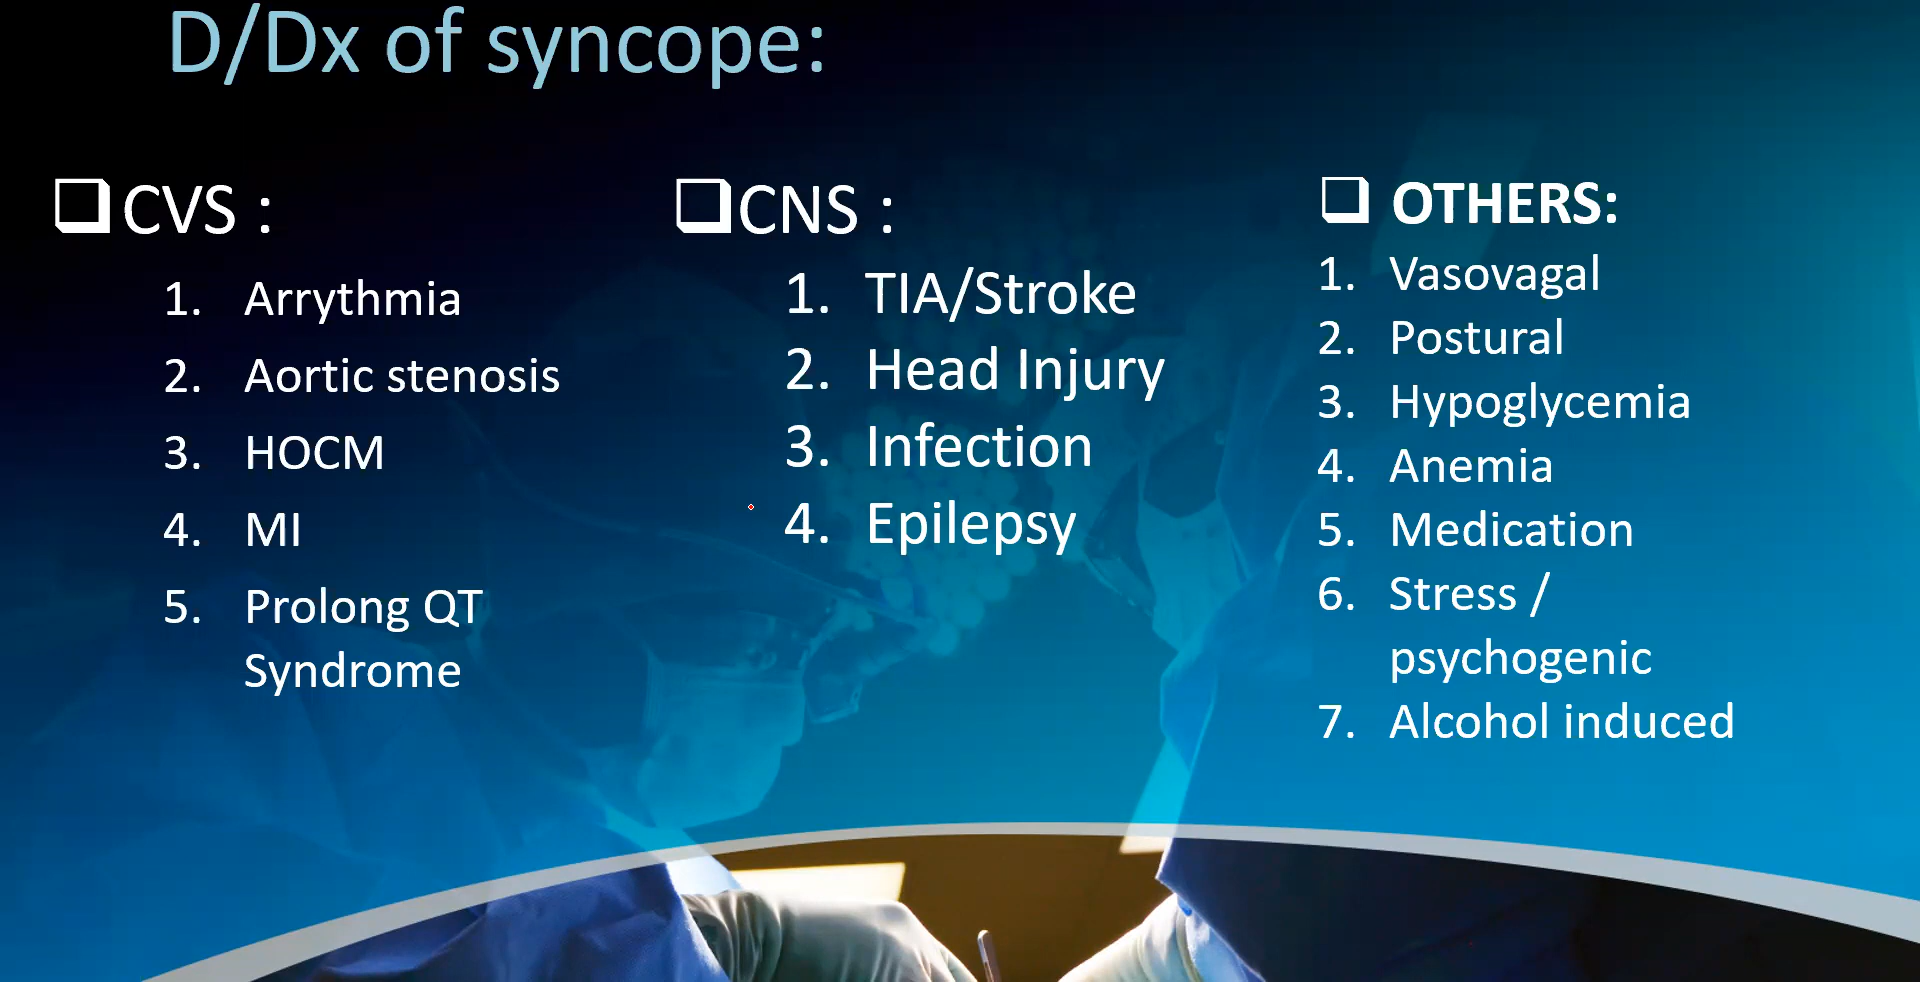 D/Dx of syncope:
❑ CVS :
1. Arrythmia
2. Aortic stenosis
3. HOCM
4. MI
5. Prolong QT
Syndrome
❑ CNS :
1. TIA/Stroke
2. Head Injury
3. Infection
4. Epilepsy
❑ OTHERS:
1. Vasovagal
2. Postural
3. Hypoglycemia
4. Anemia
5. Medication
6. Stress /
psychogenic
7. Alcohol induced